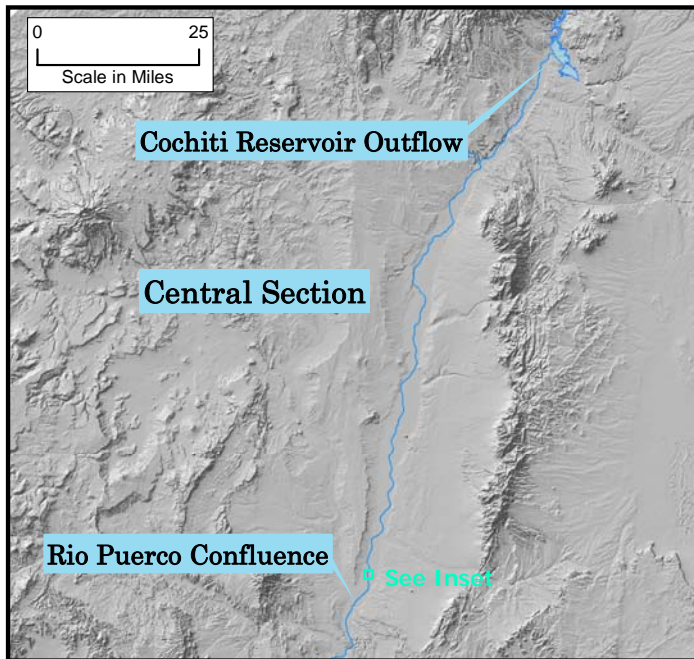 0 25
Scale in Miles
Cochiti Reservoir Outflow
Central Section
Rio Puerco Confluence
See Inset